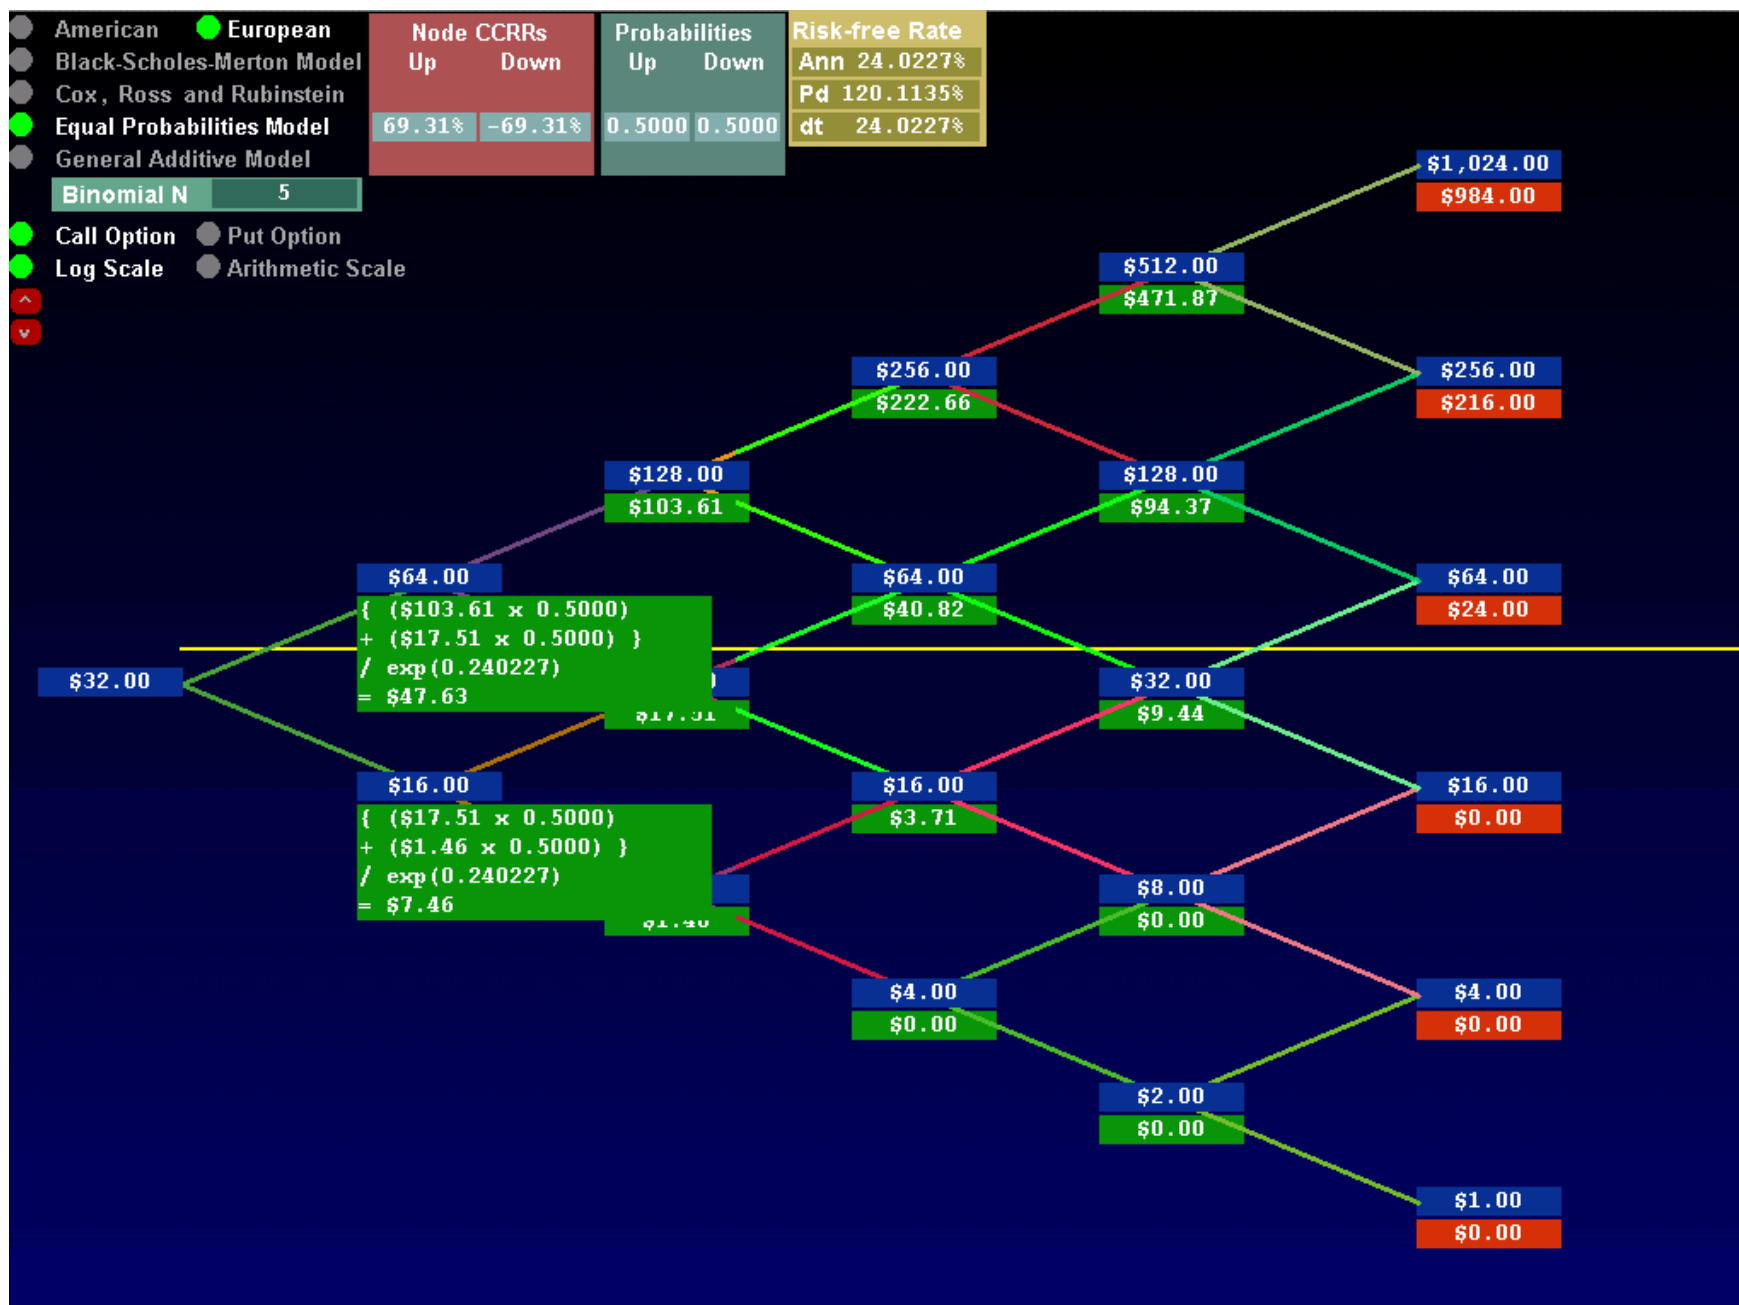 American European
Black-Scholes-Merton Model
Cox, Ross and Rubinstein
Equal Probabilities Model
General Additive Model
Binomial N 5
Call Option Put Option
Log Scale Arithmetic Scale
Node CCRRs
Up Down
69.31% -69.31%
Probabilities
Up Down
0.5000 0.5000
Risk-free Rate
Ann 24.0227%
Pd 120.1135%
dt 24.0227%
$32.00
$64.00
{ ($103.61 x 0.5000)
+ ($17.51 x 0.5000) }
/ exp(0.240227)
= $47.63
$16.00
{ ($17.51 x 0.5000)
+ ($1.46 x 0.5000) }
/ exp(0.240227)
= $7.46
$128.00
$103.61
$17.51
$1.46
$256.00
$222.66
$64.00
$40.82
$16.00
$3.71
$4.00
$0.00
$512.00
$471.87
$128.00
$94.37
$32.00
$9.44
$8.00
$0.00
$2.00
$0.00
$1,024.00
$984.00
$256.00
$216.00
$64.00
$24.00
$16.00
$0.00
$4.00
$0.00
$1.00
$0.00